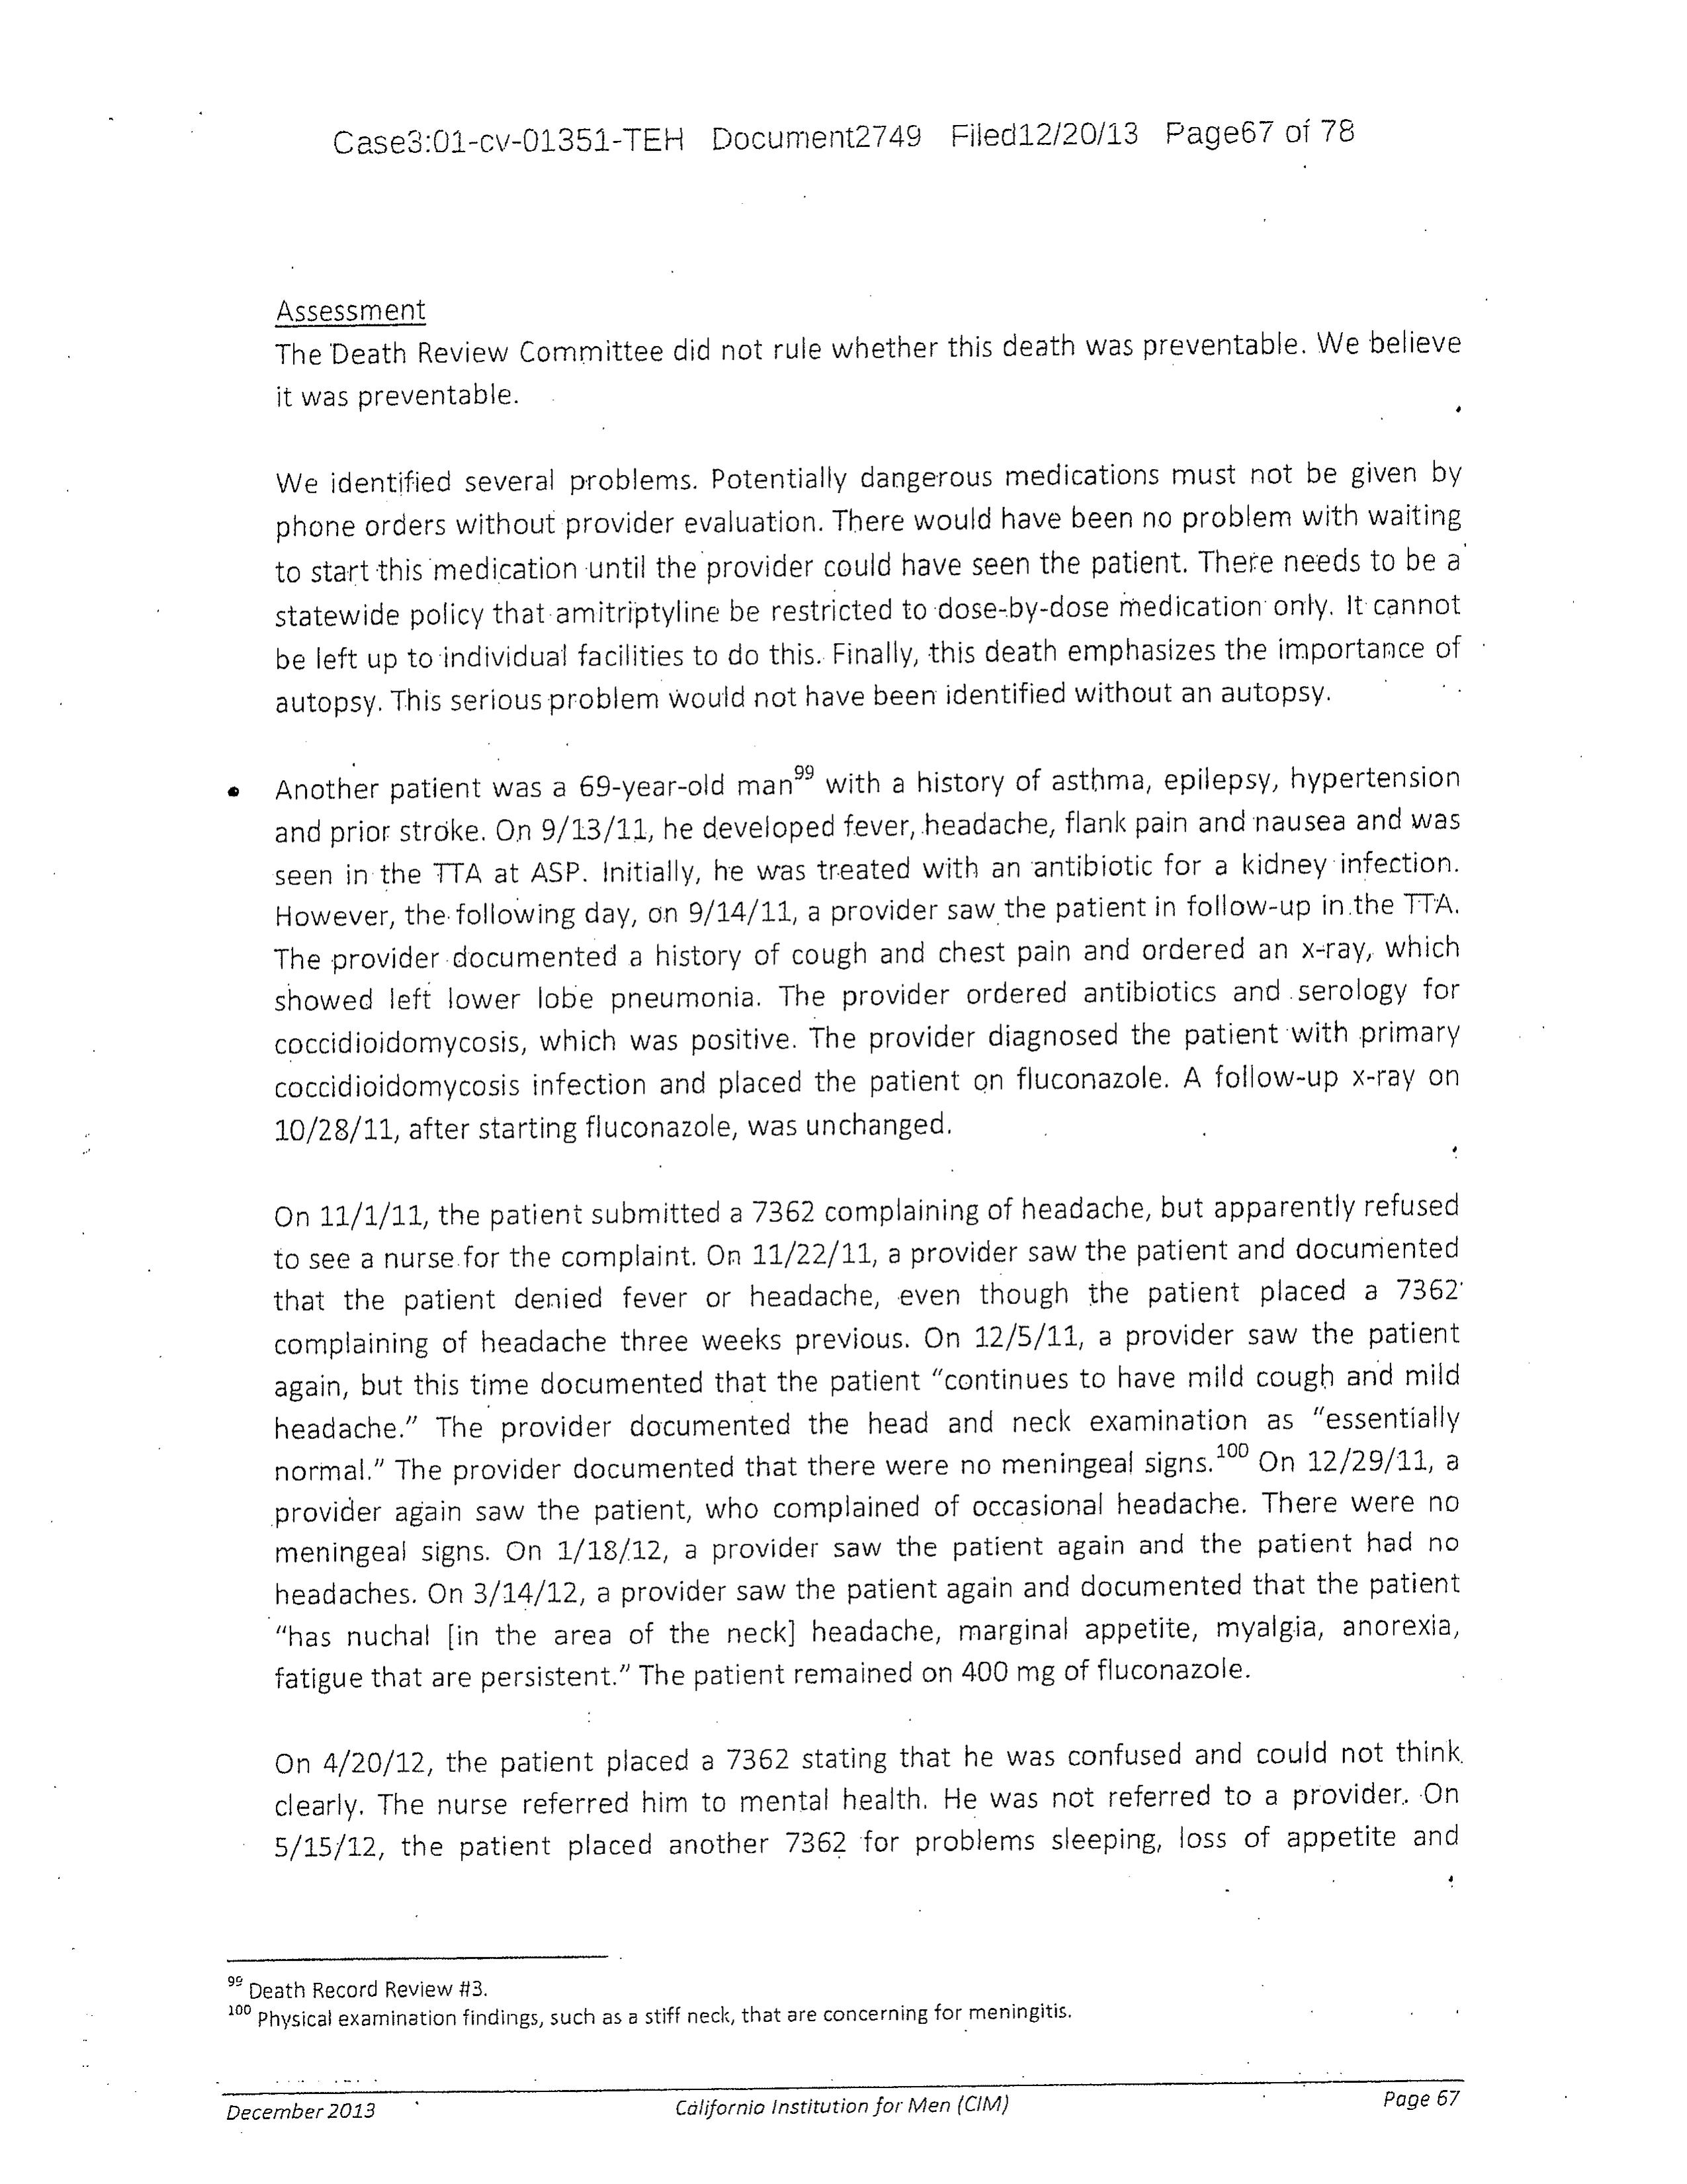 Case3:01-cv-01351-TEH Document2749 Filed12/20/13 Page67 of 78
Assessment
The Death Review Committee did not rule whether this death was preventable. We believe
it was preventable.
We identified several problems. Potentially dangerous medications must not be given by
phone orders without provider evaluation. There would have been no problem with waiting
to start this medication until the provider could have seen the patient. There needs to be a
statewide policy that amitriptyline be restricted to dose-by-dose medication only. It cannot
be left up to individual facilities to do this. Finally, this death emphasizes the importance of
autopsy. This serious problem would not have been identified without an autopsy.
• Another patient was a 69-year-old man99 with a history of asthma, epilepsy, hypertension
and prior stroke. On 9/13/11, he developed fever, headache, flank pain and nausea and was
seen in the TTA at ASP. Initially, he was treated with an antibiotic for a kidney infection.
However, the following day, on 9/14/11, a provider saw the patient in follow-up in the TTA.
The provider documented a history of cough and chest pain and ordered an x-ray, which
showed left lower lobe pneumonia. The provider ordered antibiotics and serology for
coccidioidomycosis, which was positive. The provider diagnosed the patient with primary
coccidioidomycosis infection and placed the patient on fluconazole. A follow-up x-ray on
10/28/11, after starting fluconazole, was unchanged.
On 11/1/11, the patient submitted a 7362 complaining of headache, but apparently refused
to see a nurse for the complaint. On 11/22/11, a provider saw the patient and documented
that the patient denied fever or headache, even though the patient placed a 7362
complaining of headache three weeks previous. On 12/5/11, a provider saw the patient
again, but this time documented that the patient "continues to have mild cough and mild
headache." The provider documented the head and neck examination as "essentially
normal." The provider documented that there were no meningeal signs.100 On 12/29/11, a
provider again saw the patient, who complained of occasional headache. There were no
meningeal signs. On 1/18/12, a provider saw the patient again and the patient had no
headaches. On 3/14/12, a provider saw the patient again and documented that the patient
"has nuchal [in the area of the neck] headache, marginal appetite, myalgia, anorexia,
fatigue that are persistent." The patient remained on 400 mg of fluconazole.
On 4/20/12, the patient placed a 7362 stating that he was confused and could not think
clearly. The nurse referred him to mental health. He was not referred to a provider. On
5/15/12, the patient placed another 7362 for problems sleeping, loss of appetite and
99 Death Record Review #3.
100 Physical examination findings, such as a stiff neck, that are concerning for meningitis.
December 2013 California Institution for Men (CIM) Page 67